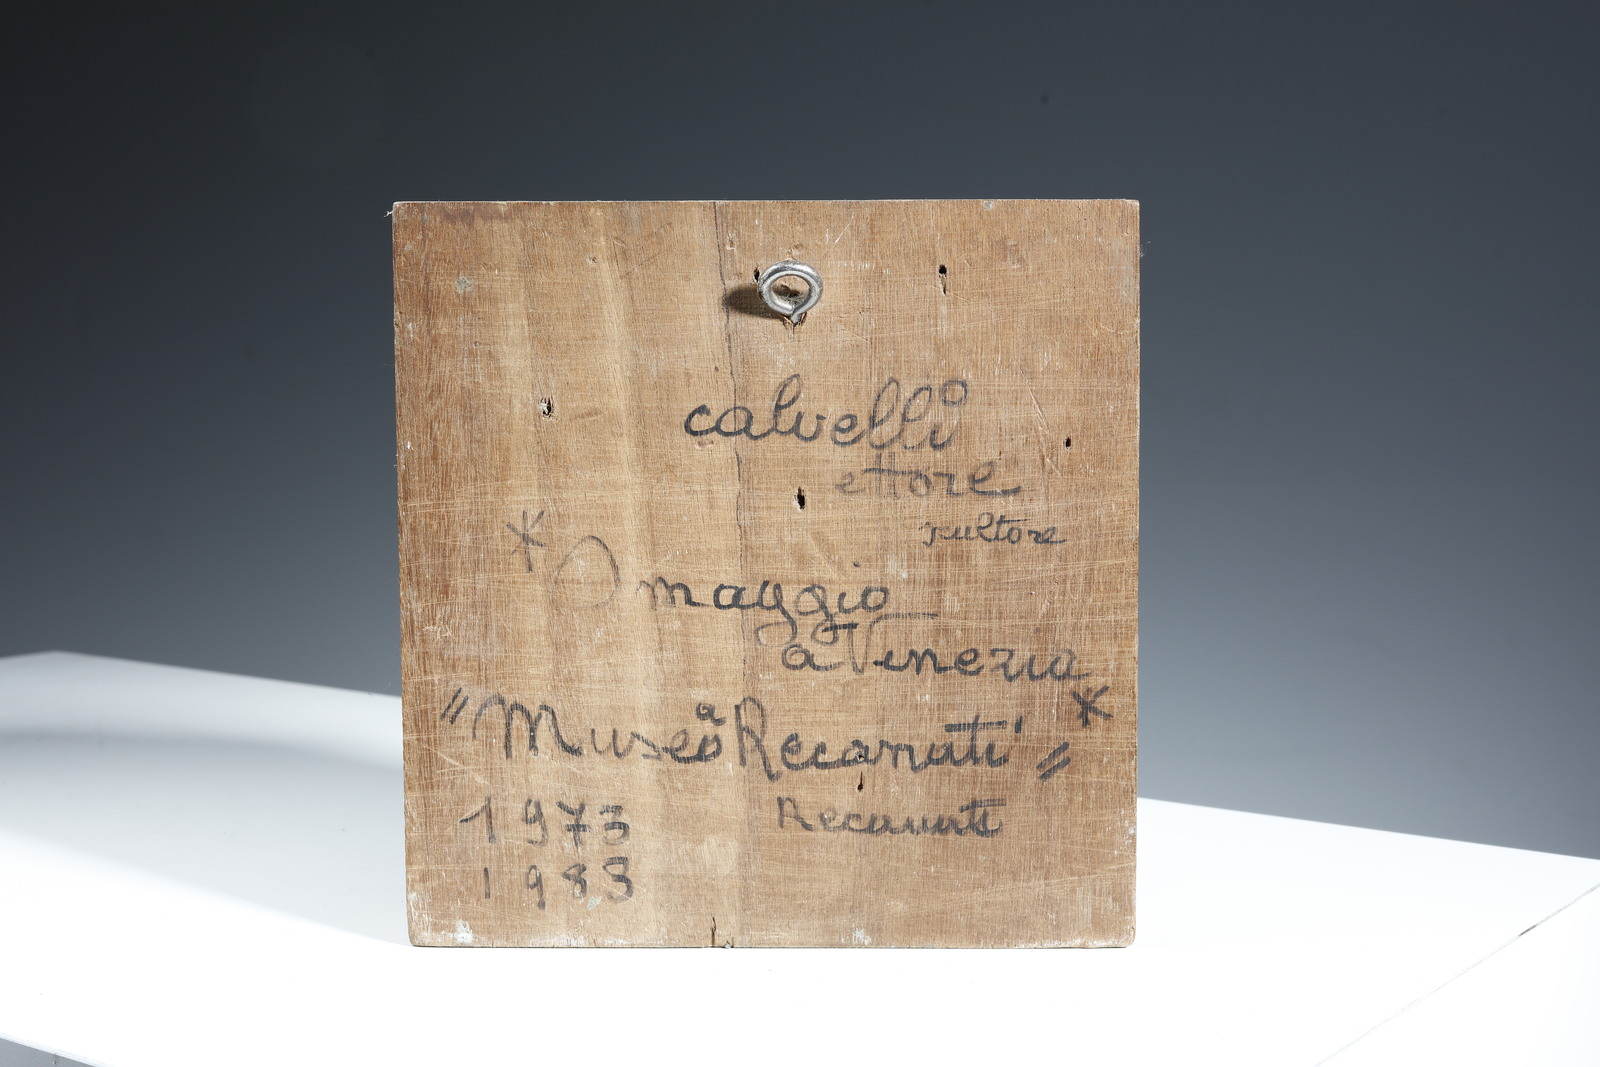 calvelli
ettore
scultore
* Omaggio
a Venezia *
"Museo a Recanati"
1973 Recanati
1983